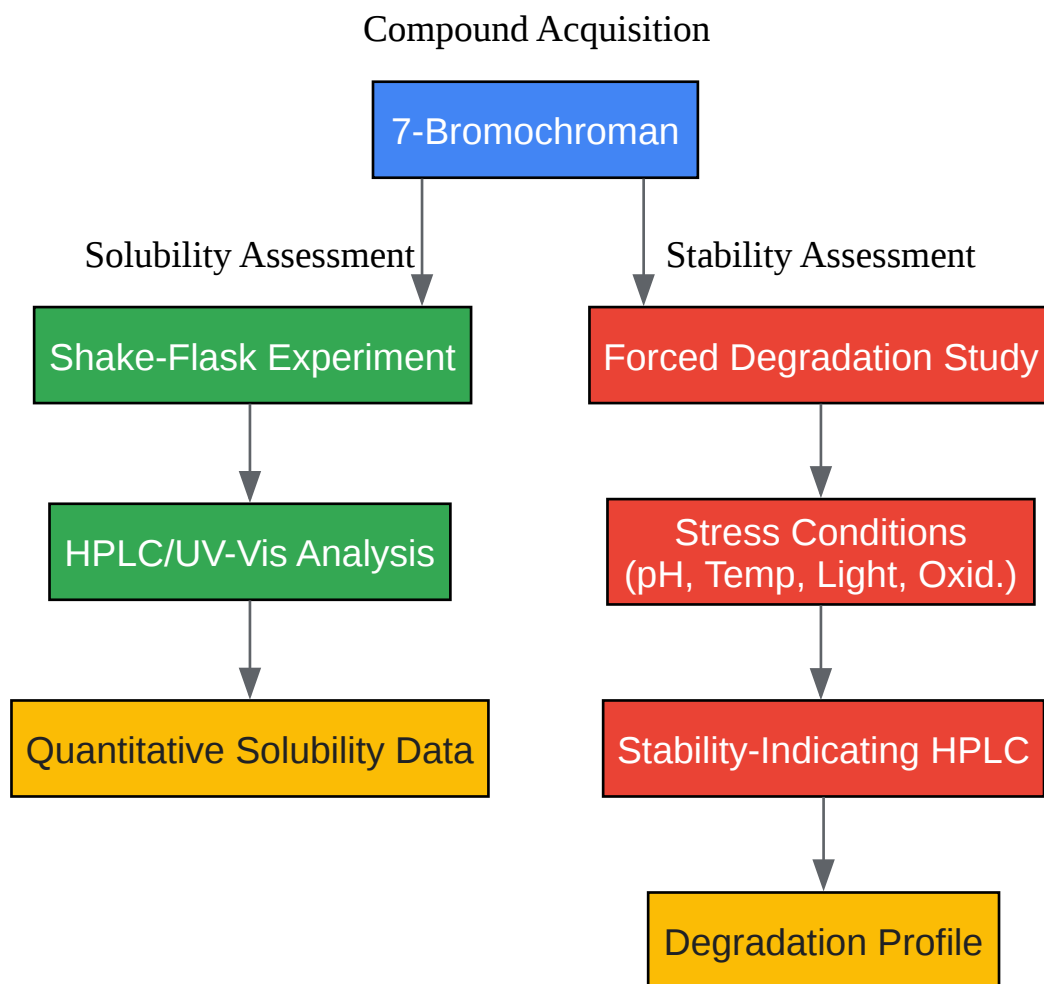 Compound Acquisition
7-Bromochroman
Solubility Assessment
Stability Assessment
Shake-Flask Experiment
Forced Degradation Study
HPLC/UV-Vis Analysis
Stress Conditions
(pH, Temp, Light, Oxid.)
Quantitative Solubility Data
Stability-Indicating HPLC
Degradation Profile